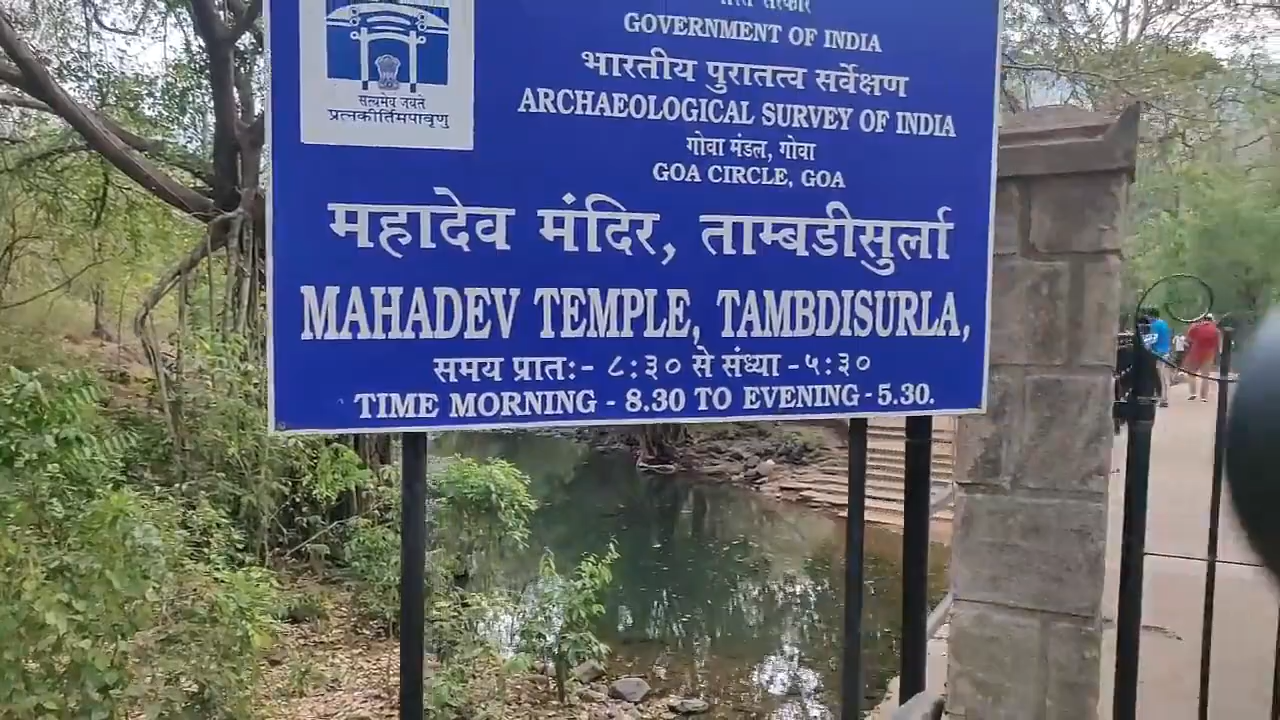 सत्यमेव जयते
प्रत्नकीर्तिमपावृणु
भारत सरकार
GOVERNMENT OF INDIA
भारतीय पुरातत्व सर्वेक्षण
ARCHAEOLOGICAL SURVEY OF INDIA
गोवा मंडल, गोवा
GOA CIRCLE, GOA
महादेव मंदिर, ताम्बडीसुर्ला
MAHADEV TEMPLE, TAMBDISURLA,
समय प्रातः- ८:३० से संध्या -५:३०
TIME MORNING - 8.30 TO EVENING - 5.30.